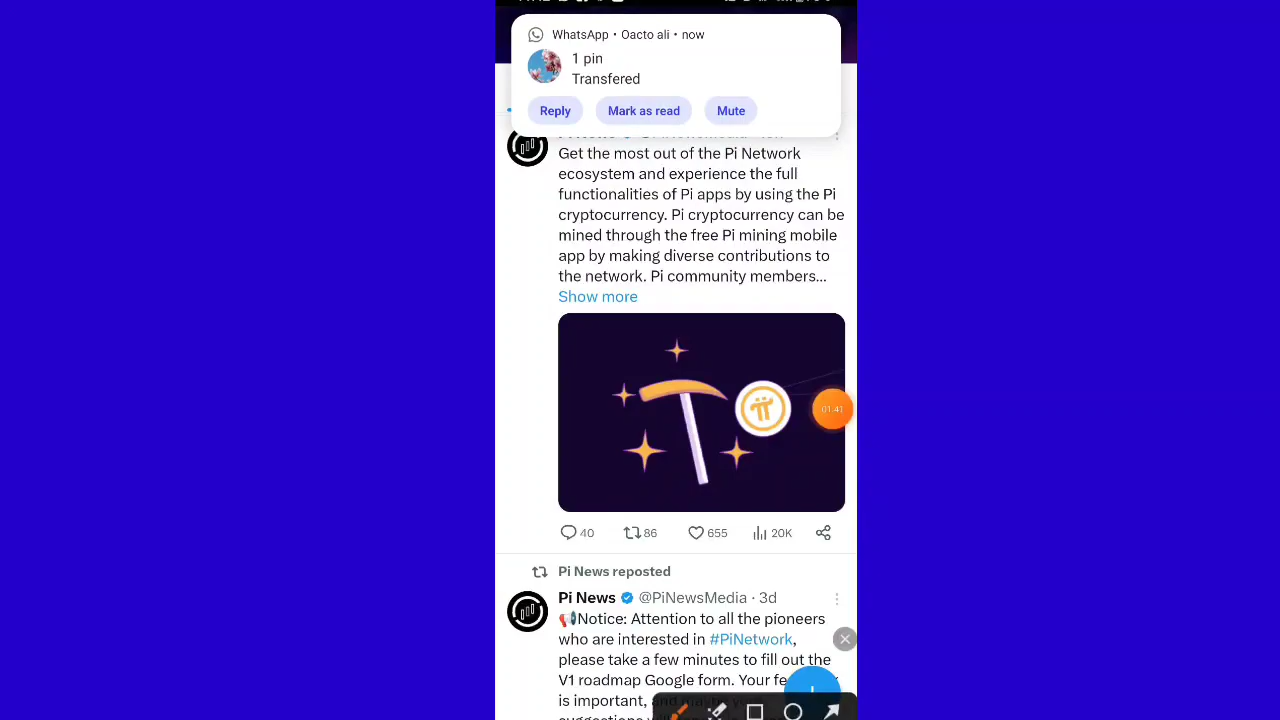 WhatsApp • Oacto ali • now
1 pin
Transfered
Reply Mark as read Mute
Get the most out of the Pi Network
ecosystem and experience the full
functionalities of Pi apps by using the Pi
cryptocurrency. Pi cryptocurrency can be
mined through the free Pi mining mobile
app by making diverse contributions to
the network. Pi community members...
Show more
01:41
40 86 655 20K
Pi News reposted
Pi News @PiNewsMedia · 3d
📢Notice: Attention to all the pioneers
who are interested in #PiNetwork,
please take a few minutes to fill out the
V1 roadmap Google form. Your
is important,